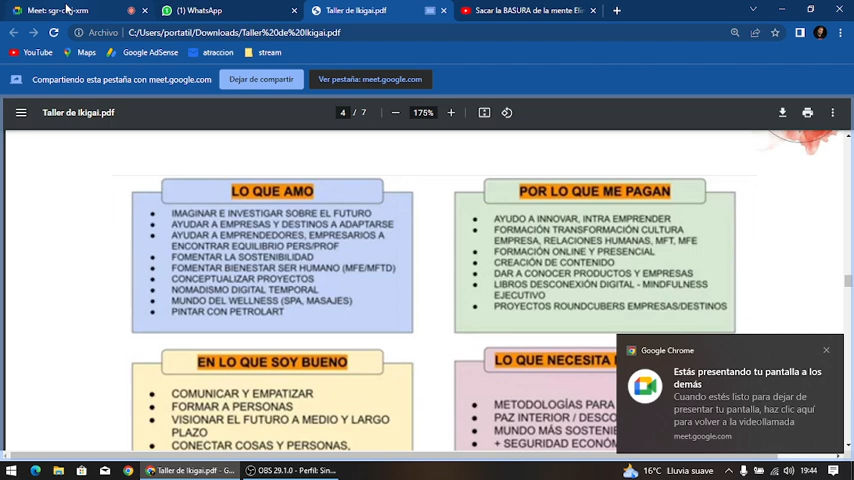 Meet: sgr-
xrm
(1) WhatsApp
Taller de Ikigai.pdf
Sacar la BASURA de la mente Elin
Archivo
C:/Users/portatil/Downloads/Taller%20de%20Ikigai.pdf
YouTube
Maps
Google AdSense
atraccion
stream
Compartiendo esta pestaña con meet.google.com
Dejar de compartir
Ver pestaña: meet.google.com
Taller de Ikigai.pdf
4 / 7
175%
LO QUE AMO
IMAGINAR E INVESTIGAR SOBRE EL FUTURO
AYUDAR A EMPRESAS Y DESTINOS A ADAPTARSE
AYUDAR A EMPRENDEDORES, EMPRESARIOS A
ENCONTRAR EQUILIBRIO PERS/PROF
FOMENTAR LA SOSTENIBILIDAD
FOMENTAR BIENESTAR SER HUMANO (MFE/MFTD)
CONCEPTUALIZAR PROYECTOS
NOMADISMO DIGITAL TEMPORAL
MUNDO DEL WELLNESS (SPA, MASAJES)
PINTAR CON PETROLART
POR LO QUE ME PAGAN
AYUDO A INNOVAR, INTRA EMPRENDER
FORMACIÓN TRANSFORMACIÓN CULTURA
EMPRESA, RELACIONES HUMANAS, MFT, MFE
FORMACIÓN ONLINE Y PRESENCIAL
CREACIÓN DE CONTENIDO
DAR A CONOCER PRODUCTOS Y EMPRESAS
LIBROS DESCONEXIÓN DIGITAL - MINDFULNESS
EJECUTIVO
PROYECTOS ROUNDCUBERS EMPRESAS/DESTINOS
EN LO QUE SOY BUENO
COMUNICAR Y EMPATIZAR
FORMAR A PERSONAS
VISIONAR EL FUTURO A MEDIO Y LARGO
PLAZO
CONECTAR COSAS Y PERSONAS,
LO QUE NECESITA
METODOLOGÍAS PARA
PAZ INTERIOR / DESCO
MUNDO MÁS SOSTENI
+ SEGURIDAD ECONÓM
Google Chrome
Estás presentando tu pantalla a los
demás
Cuando estés listo para dejar de
presentar tu pantalla, haz clic aquí
para volver a la videollamada
meet.google.com
Taller de Ikigai.pdf - G...
OBS 29.1.0 - Perfil: Sin...
16°C Lluvia suave
19:44